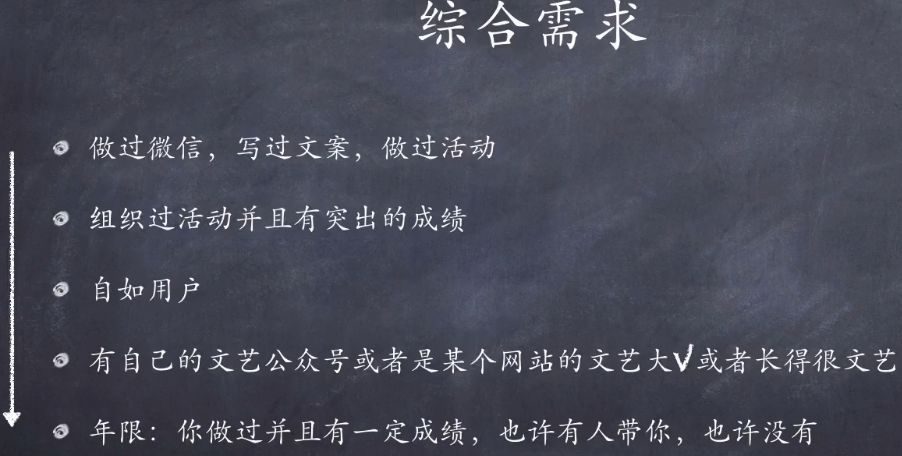 综合需求
做过微信，写过文案，做过活动
组织过活动并且有突出的成绩
自如用户
有自己的文艺公众号或者是某个网站的文艺大V或者长得很文艺
年限：你做过并且有一定成绩，也许有人带你，也许没有